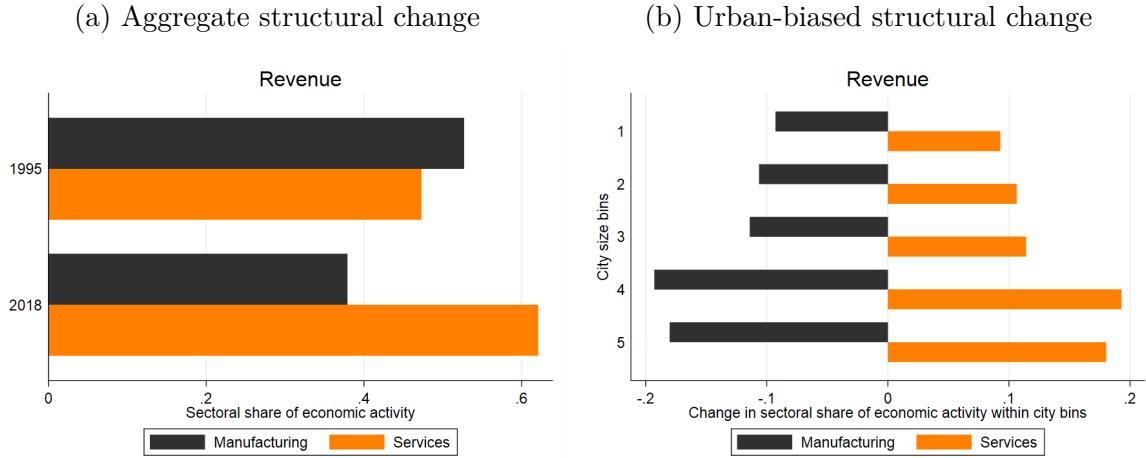 (a) Aggregate structural change
Revenue
1995
2018
0 .2 .4 .6
Sectoral share of economic activity
Manufacturing Services
(b) Urban-biased structural change
Revenue
City size bins
1
2
3
4
5
-.2 -.1 0 .1 .2
Change in sectoral share of economic activity within city bins
Manufacturing Services